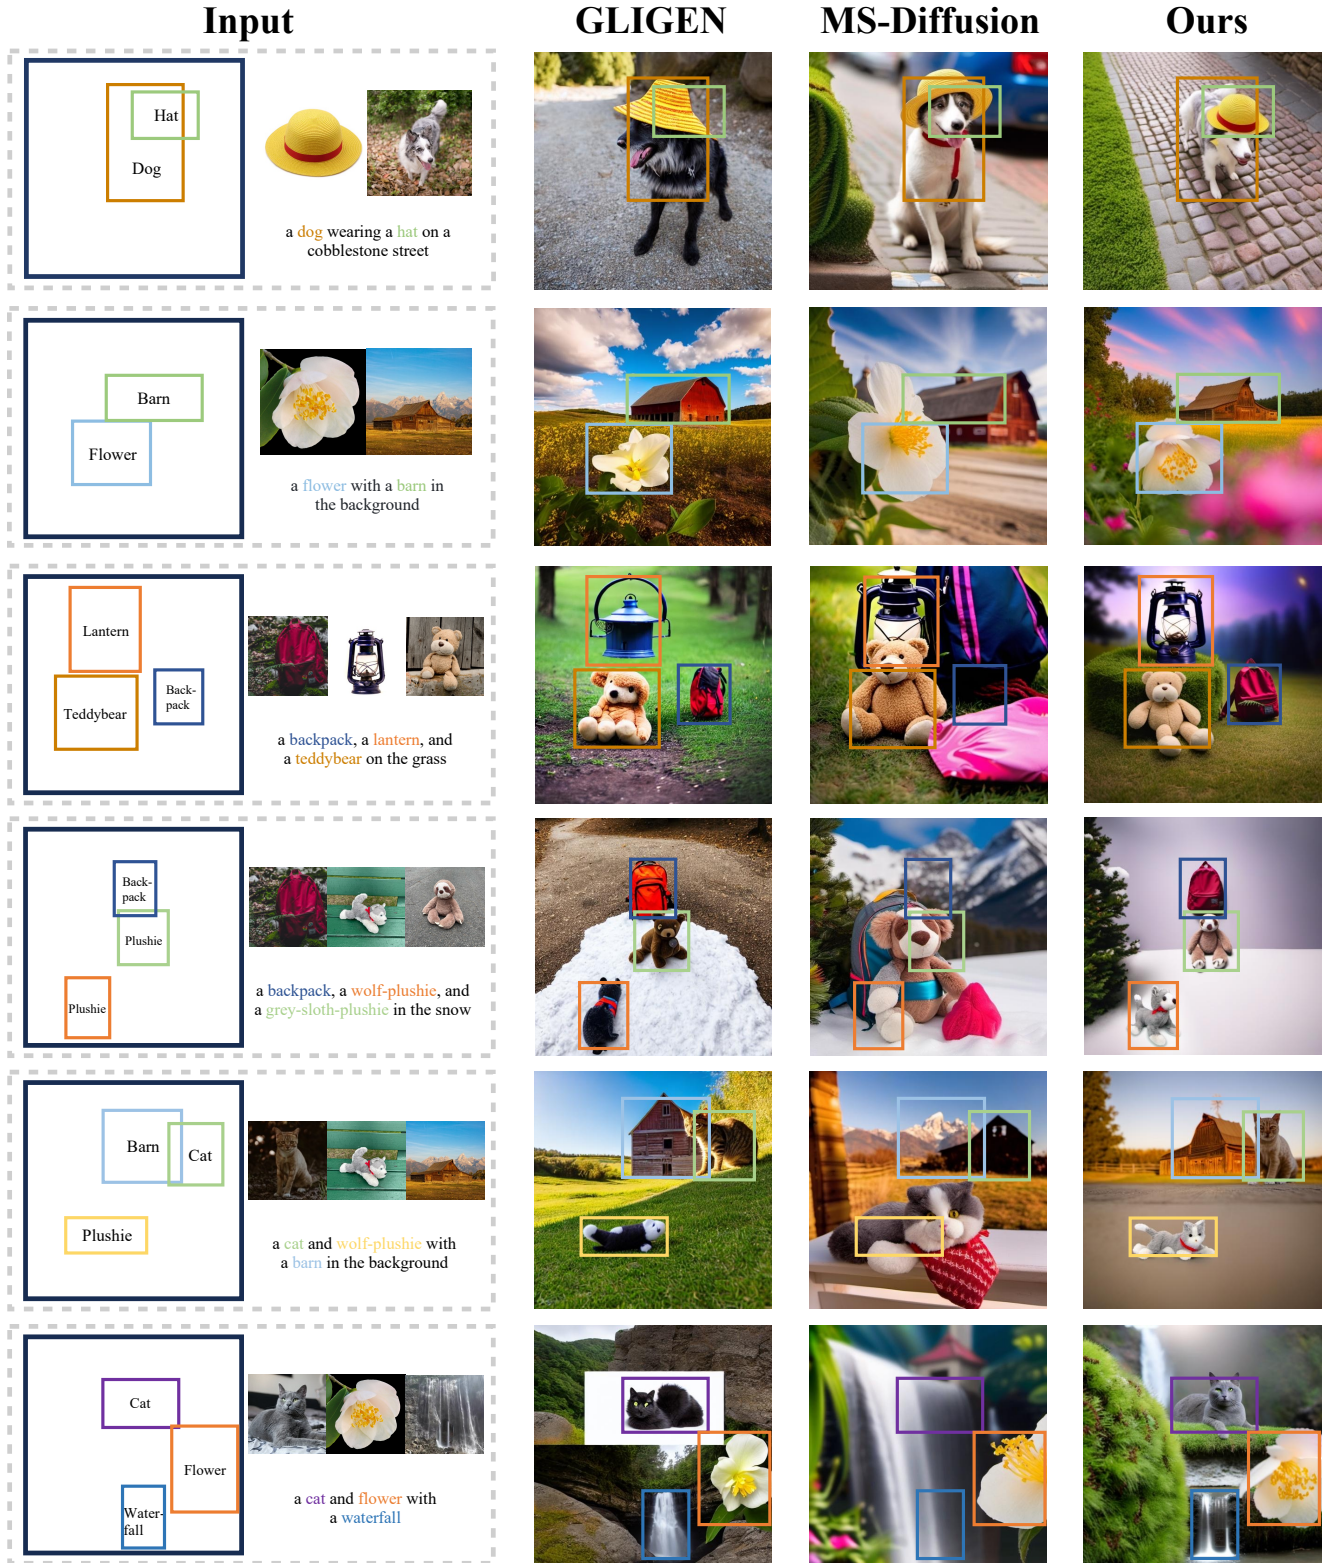 Input
GLIGEN
MS-Diffusion
Ours
Hat
Dog
a dog wearing a hat on a
cobblestone street
Barn
Flower
a flower with a barn in
the background
Lantern
Back-
pack
Teddybear
a backpack, a lantern, and
a teddybear on the grass
Back-
pack
Plushie
Plushie
a backpack, a wolf-plushie, and
a grey-sloth-plushie in the snow
Barn
Cat
Plushie
a cat and wolf-plushie with
a barn in the background
Cat
Flower
Water-
fall
a cat and flower with
a waterfall